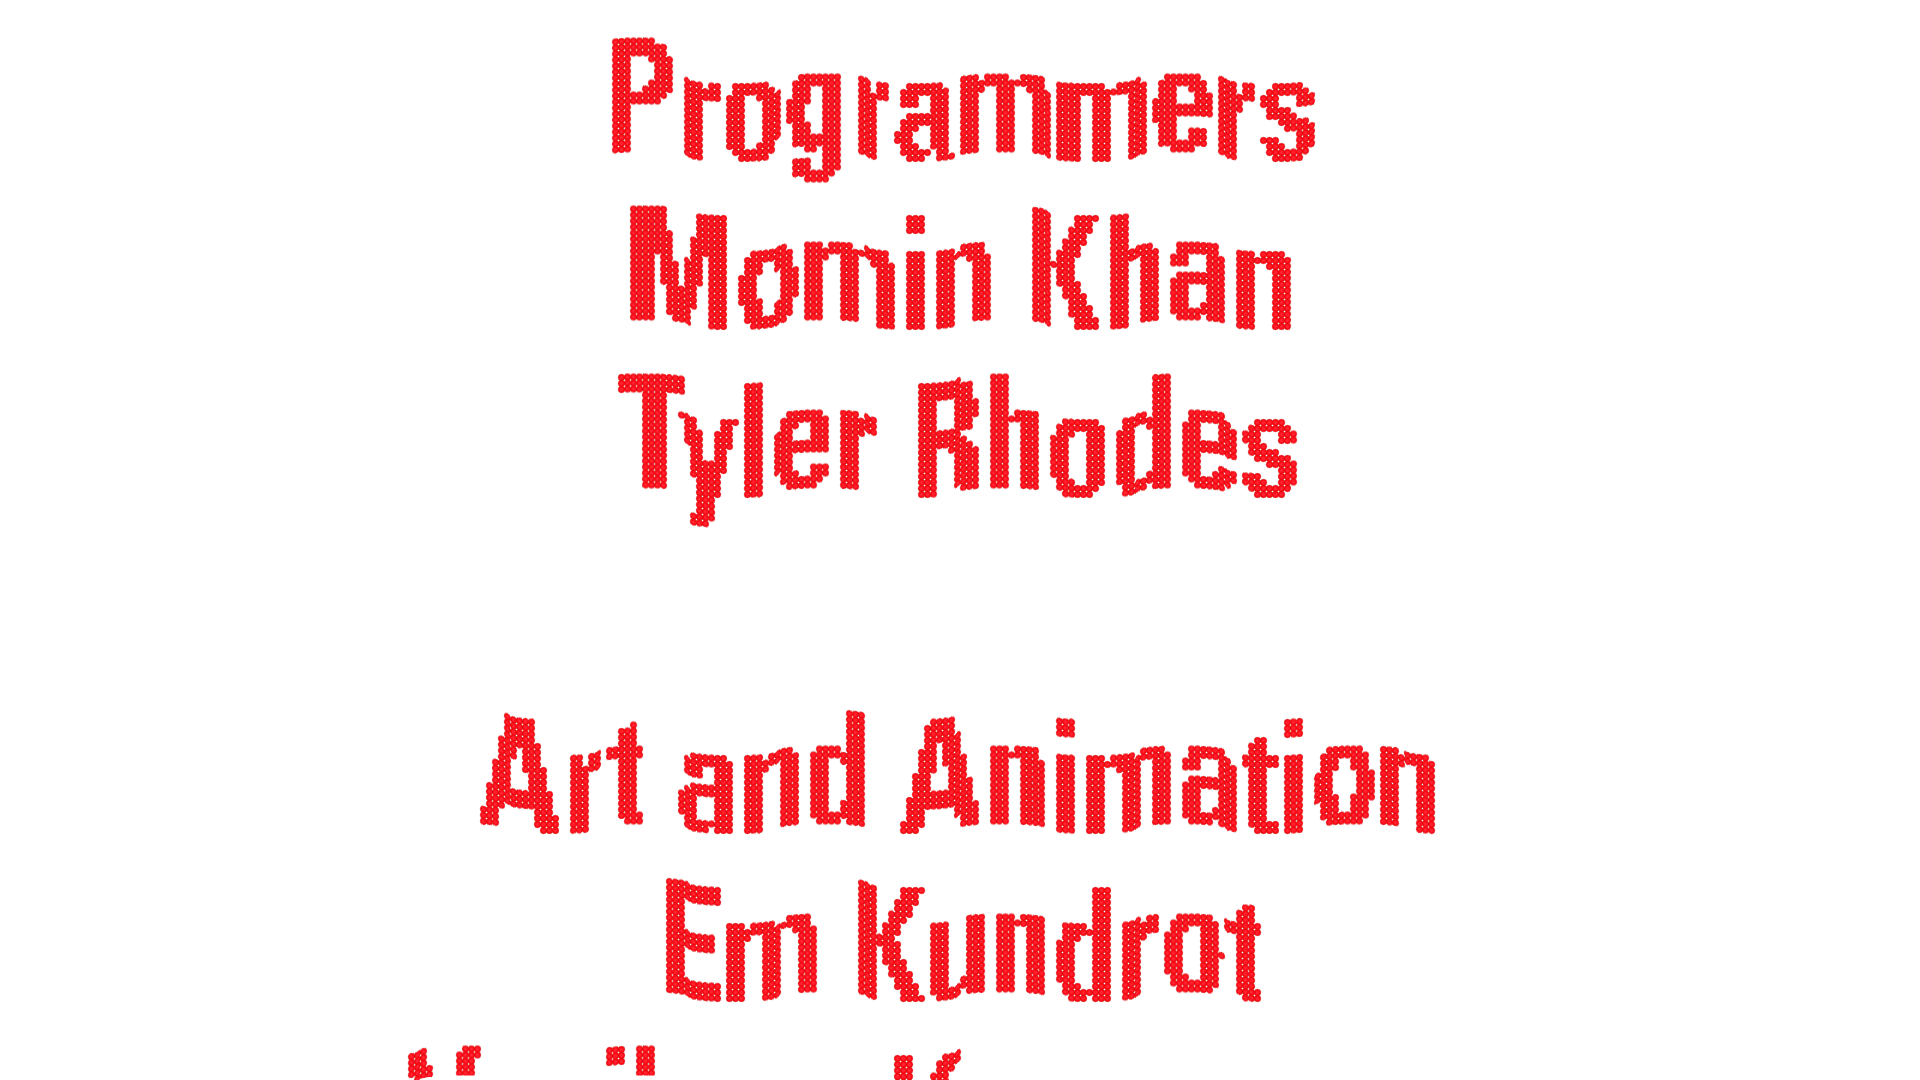 Programmers
Momin Khan
Tyler Rhodes
Art and Animation
Em Kundrot